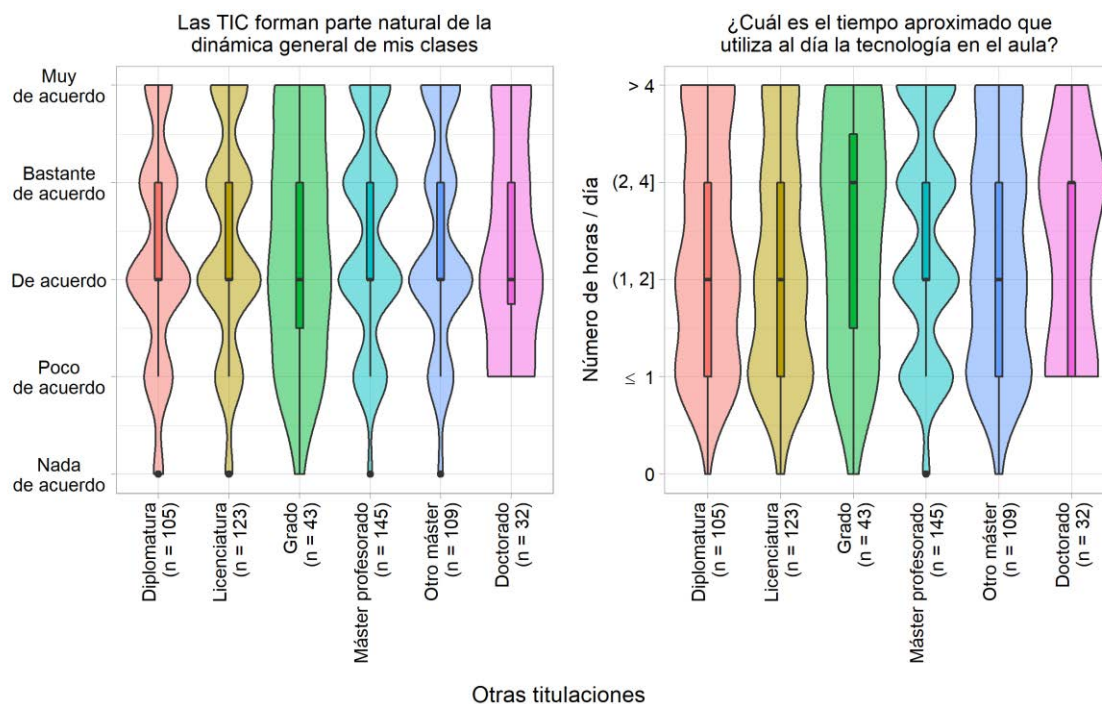 Las TIC forman parte natural de la
dinámica general de mis clases
Muy
de acuerdo
Bastante
de acuerdo
De acuerdo
Poco
de acuerdo
Nada
de acuerdo
Diplomatura
(n = 105)
Licenciatura
(n = 123)
Grado
(n = 43)
Máster profesorado
(n = 145)
Otro máster
(n = 109)
Doctorado
(n = 32)
¿Cuál es el tiempo aproximado que
utiliza al día la tecnología en el aula?
Número de horas / día
> 4
(2, 4]
(1, 2]
≤ 1
0
Diplomatura
(n = 105)
Licenciatura
(n = 123)
Grado
(n = 43)
Máster profesorado
(n = 145)
Otro máster
(n = 109)
Doctorado
(n = 32)
Otras titulaciones